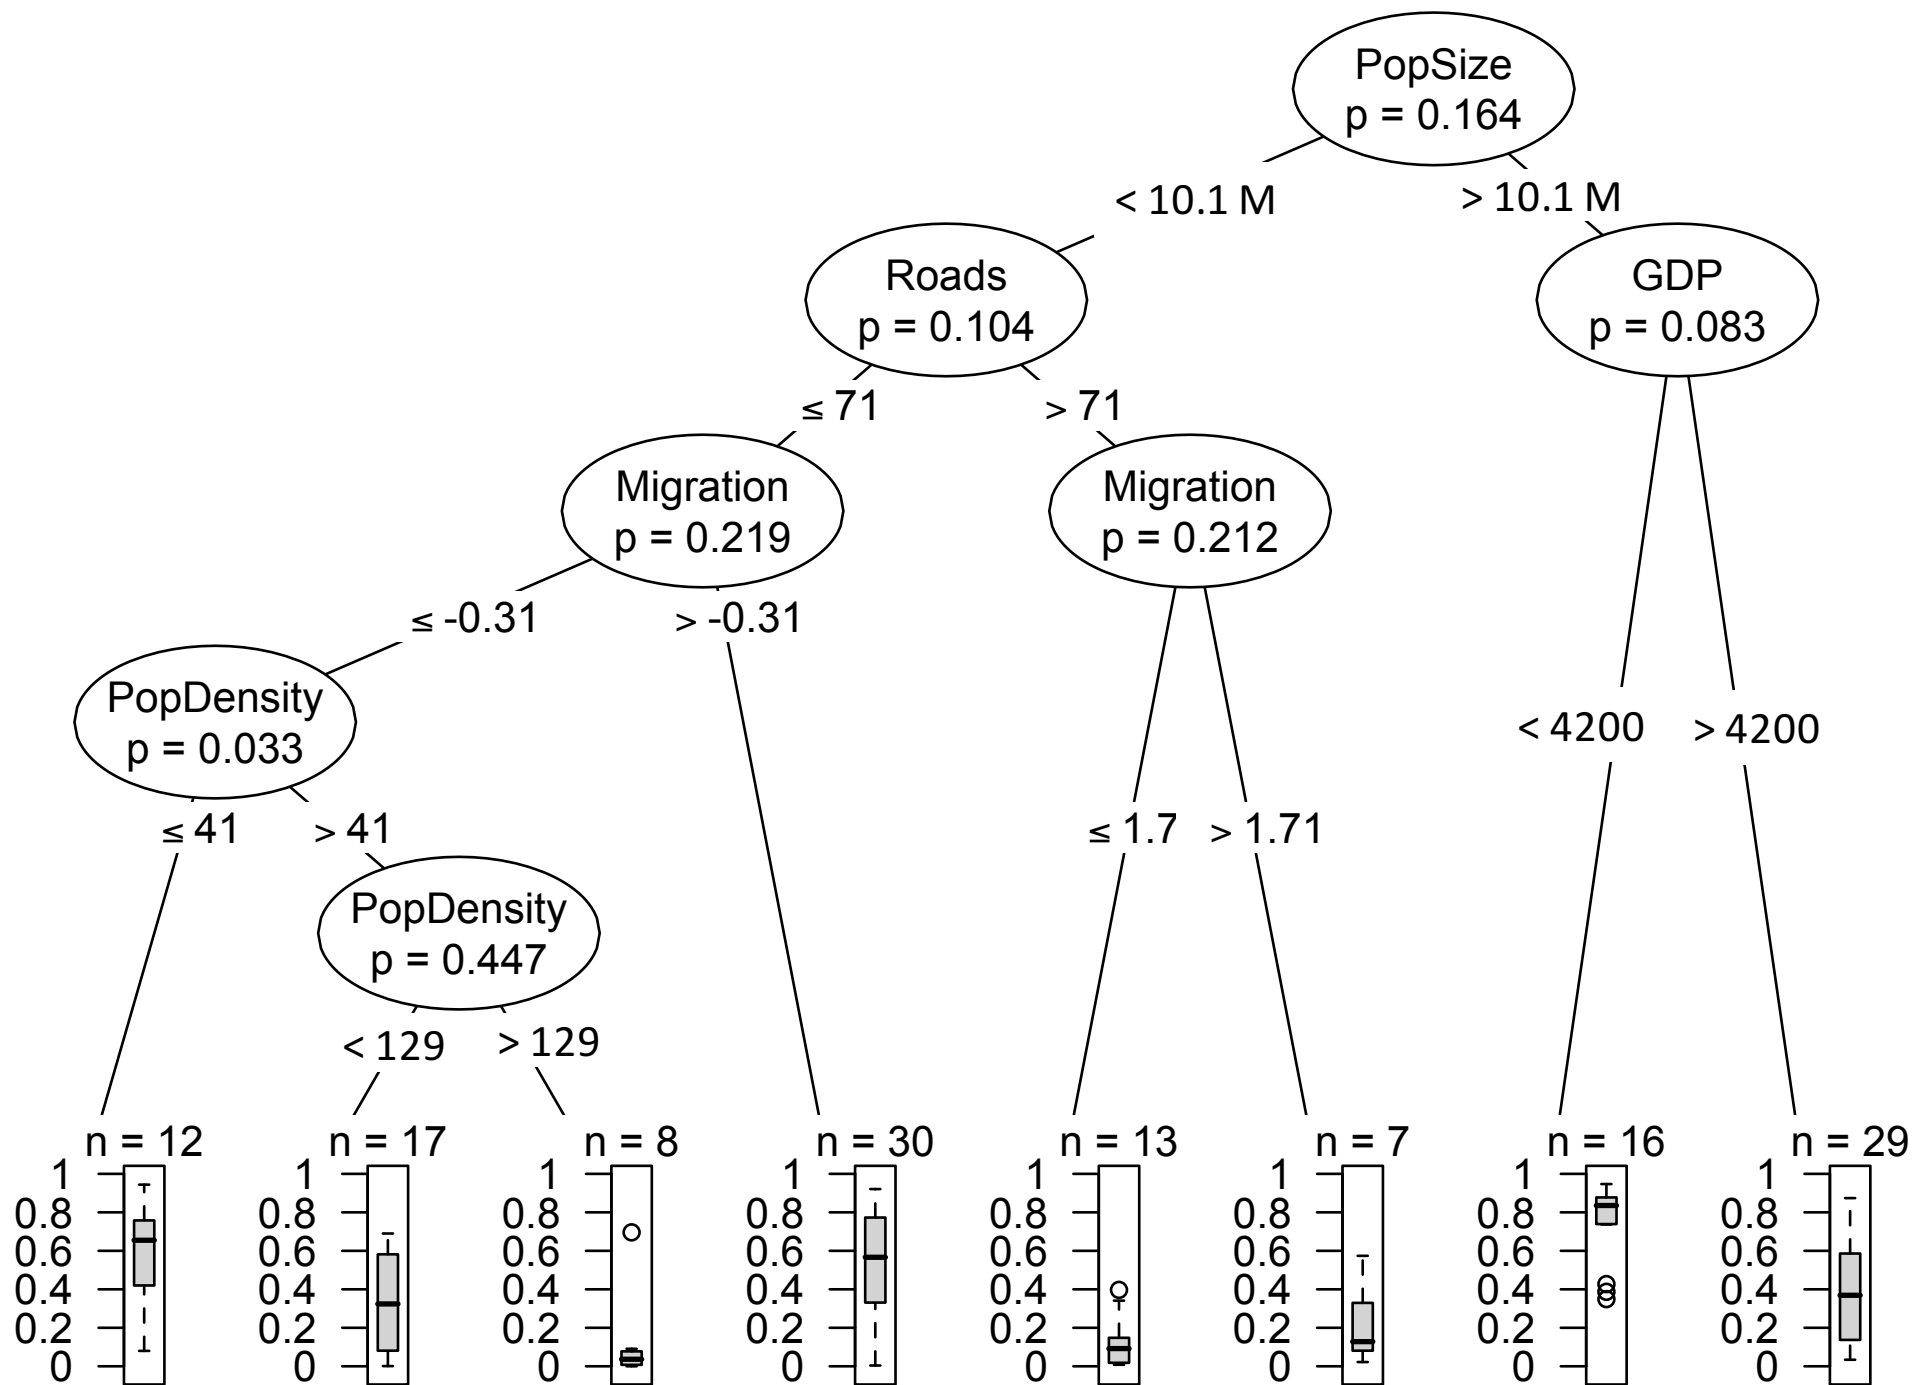 PopSize
p = 0.164
< 10.1 M
> 10.1 M
Roads
p = 0.104
GDP
p = 0.083
≤ 71
> 71
Migration
p = 0.219
Migration
p = 0.212
≤ -0.31
> -0.31
PopDensity
p = 0.033
< 4200
> 4200
≤ 41
> 41
≤ 1.7
> 1.71
PopDensity
p = 0.447
< 129
> 129
n = 12
1
0.8
0.6
0.4
0.2
0
n = 17
1
0.8
0.6
0.4
0.2
0
n = 8
1
0.8
0.6
0.4
0.2
0
n = 30
1
0.8
0.6
0.4
0.2
0
n = 13
1
0.8
0.6
0.4
0.2
0
n = 7
1
0.8
0.6
0.4
0.2
0
n = 16
1
0.8
0.6
0.4
0.2
0
n = 29
1
0.8
0.6
0.4
0.2
0